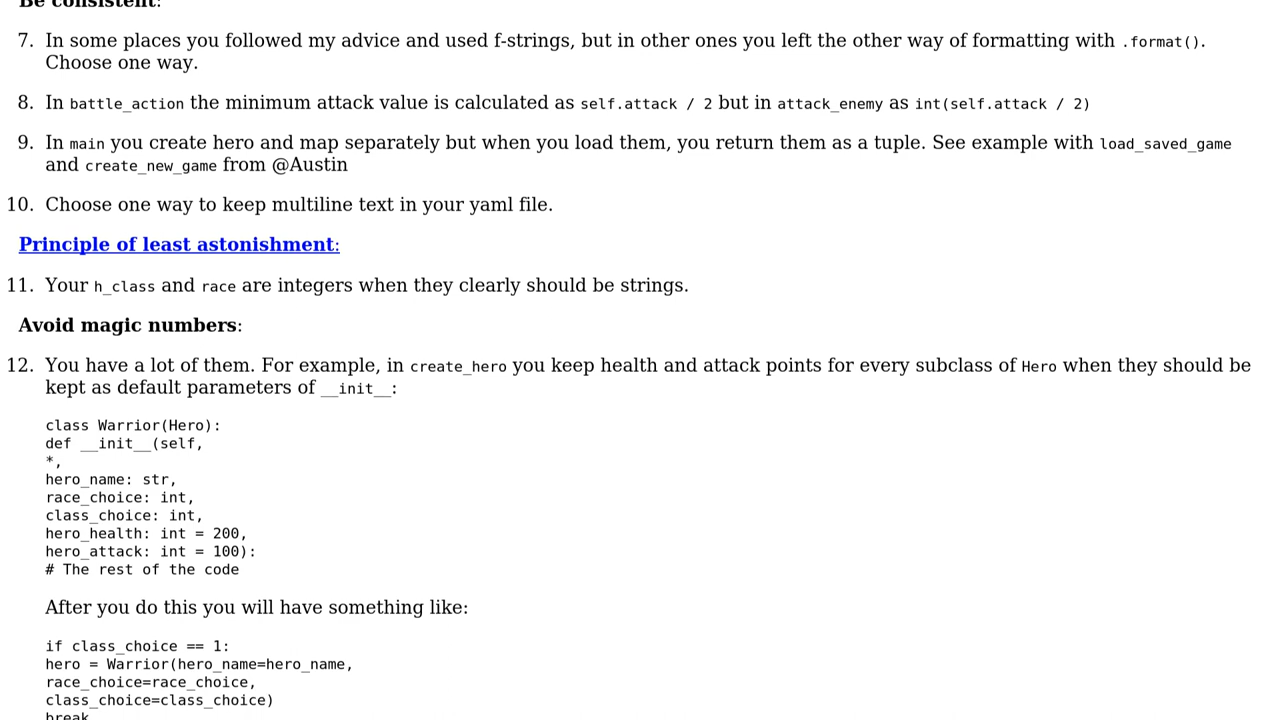 Be consistent:
7. In some places you followed my advice and used f-strings, but in other ones you left the other way of formatting with .format().
Choose one way.
8. In battle_action the minimum attack value is calculated as self.attack / 2 but in attack_enemy as int(self.attack / 2)
9. In main you create hero and map separately but when you load them, you return them as a tuple. See example with load_saved_game
and create_new_game from @Austin
10. Choose one way to keep multiline text in your yaml file.
Principle of least astonishment:
11. Your h_class and race are integers when they clearly should be strings.
Avoid magic numbers:
12. You have a lot of them. For example, in create_hero you keep health and attack points for every subclass of Hero when they should be
kept as default parameters of __init__:
class Warrior(Hero):
def __init__(self,
*,
hero_name: str,
race_choice: int,
class_choice: int,
hero_health: int = 200,
hero_attack: int = 100):
# The rest of the code
After you do this you will have something like:
if class_choice == 1:
hero = Warrior(hero_name=hero_name,
race_choice=race_choice,
class_choice=class_choice)
break